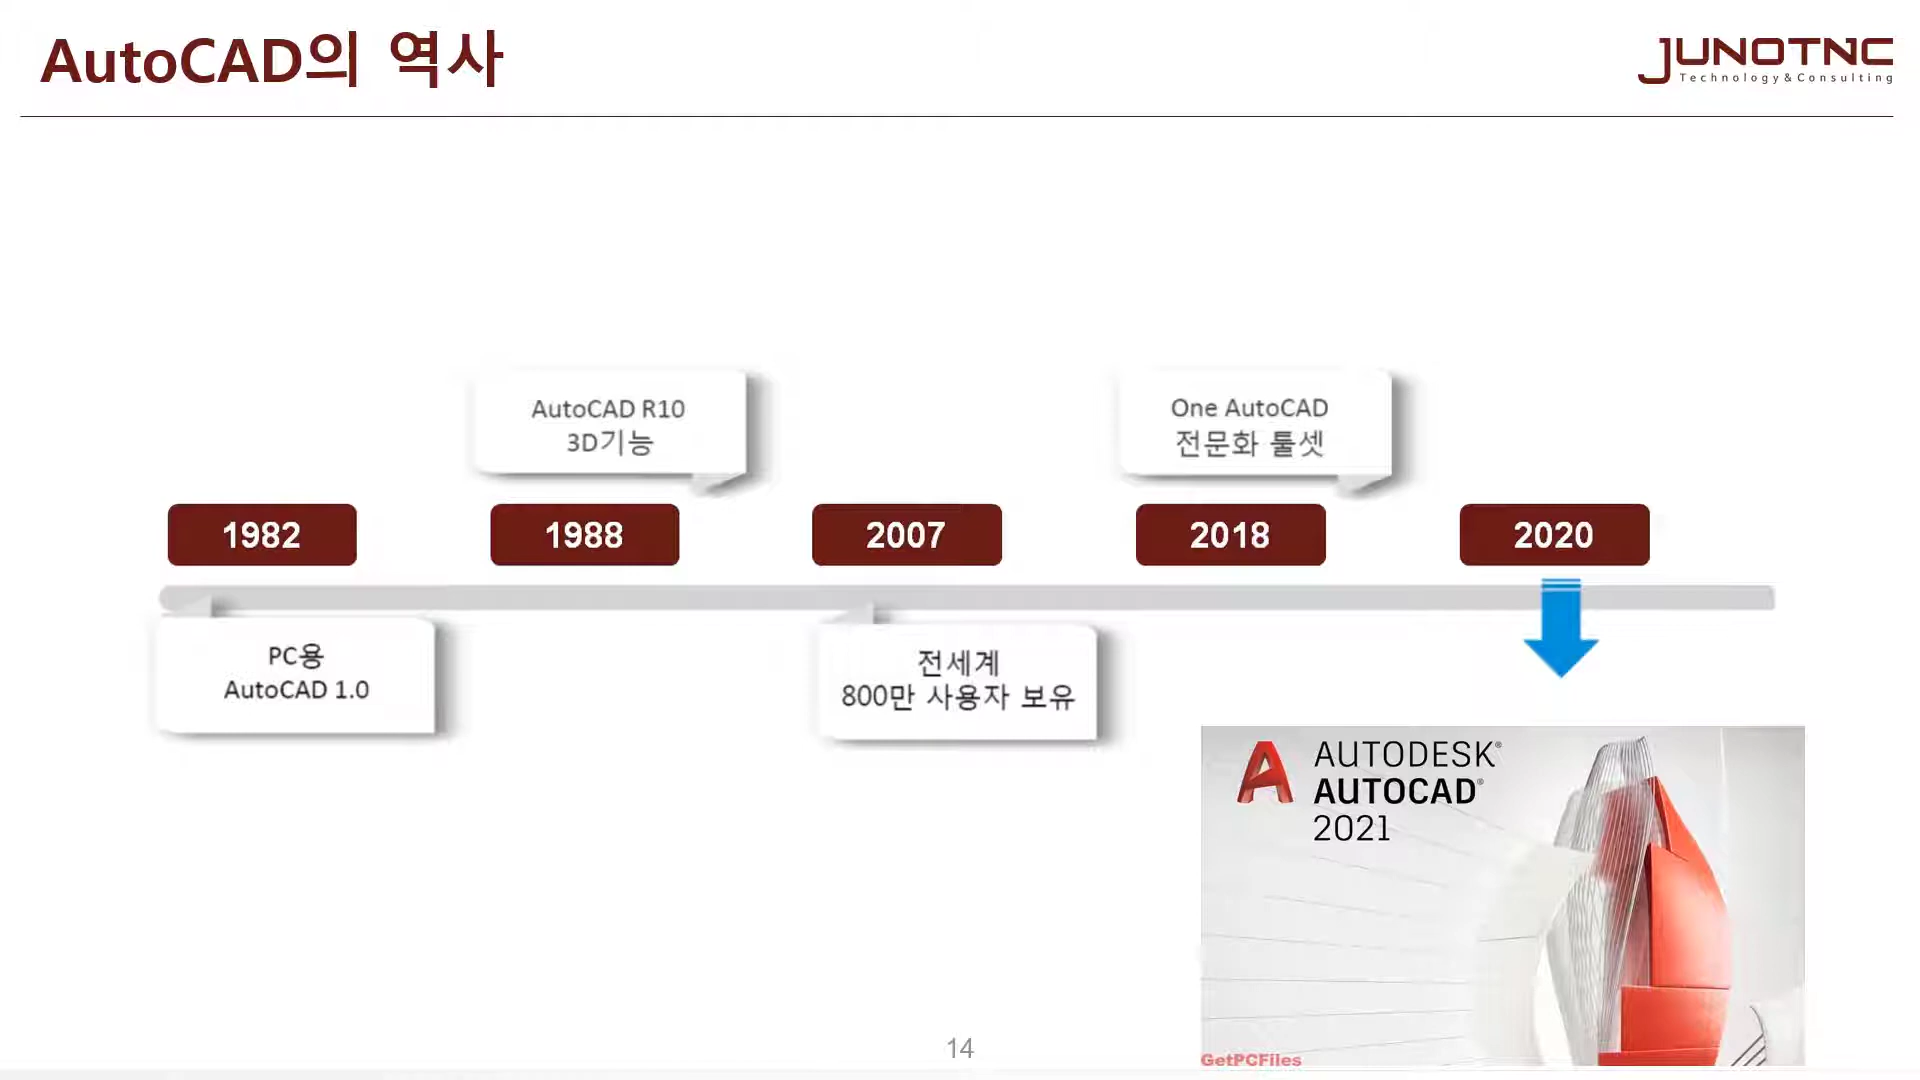 AutoCAD의 역사
JUNOTNC
Technology&Consulting
AutoCAD R10
3D기능
One AutoCAD
전문화 툴셋
1982
1988
2007
2018
2020
PC용
AutoCAD 1.0
전세계
800만 사용자 보유
AUTODESK®
AUTOCAD®
2021
GetPCFiles
14